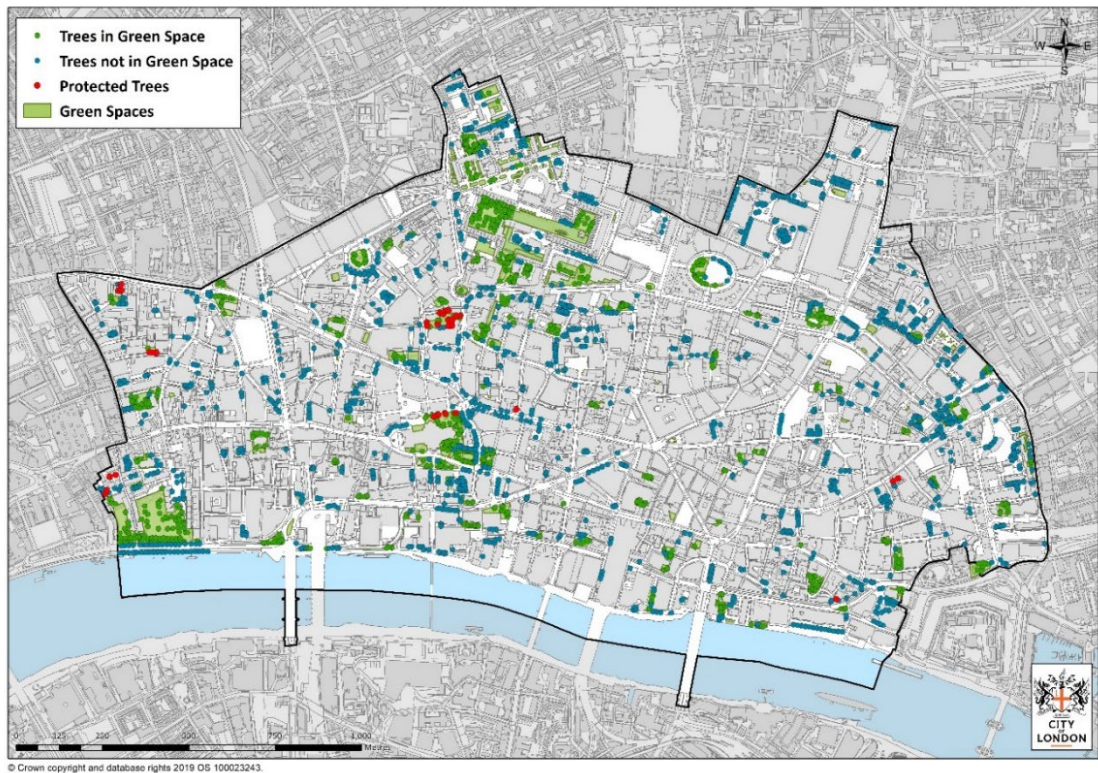 Trees in Green Space
Trees not in Green Space
Protected Trees
Green Spaces
N
W E
S
0 125 250 500 750 1,000
Metres
CITY
OF
LONDON
© Crown copyright and database rights 2019 OS 100023243.